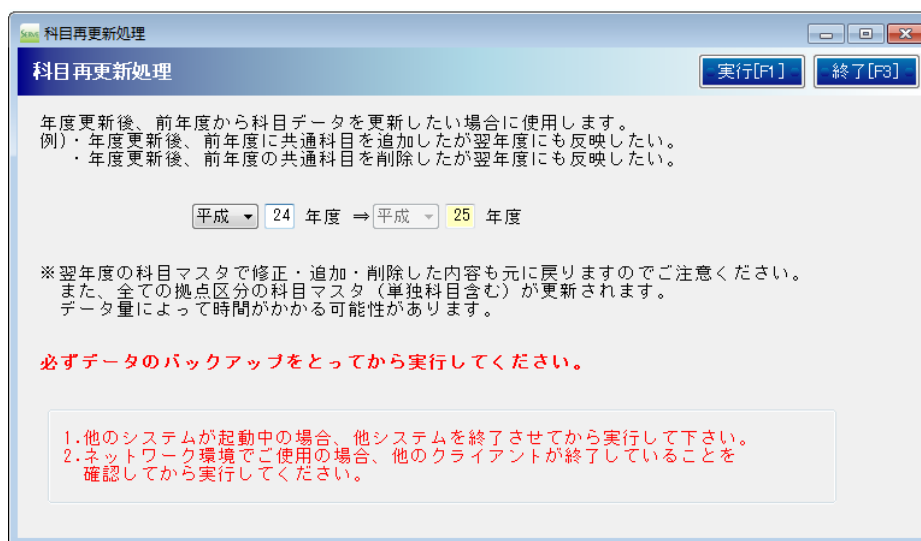 科目再更新処理
科目再更新処理
実行[F1]
終了[F3]
年度更新後、前年度から科目データを更新したい場合に使用します。
例)・年度更新後、前年度に共通科目を追加したが翌年度にも反映したい。
・年度更新後、前年度の共通科目を削除したが翌年度にも反映したい。
平成 24 年度 ⇒ 平成 25 年度
※翌年度の科目マスタで修正・追加・削除した内容も元に戻りますのでご注意ください。
また、全ての拠点区分の科目マスタ（単独科目含む）が更新されます。
データ量によって時間がかかる可能性があります。
必ずデータのバックアップをとってから実行してください。
1.他のシステムが起動中の場合、他システムを終了させてから実行して下さい。
2.ネットワーク環境でご使用の場合、他のクライアントが終了していることを
確認してから実行してください。